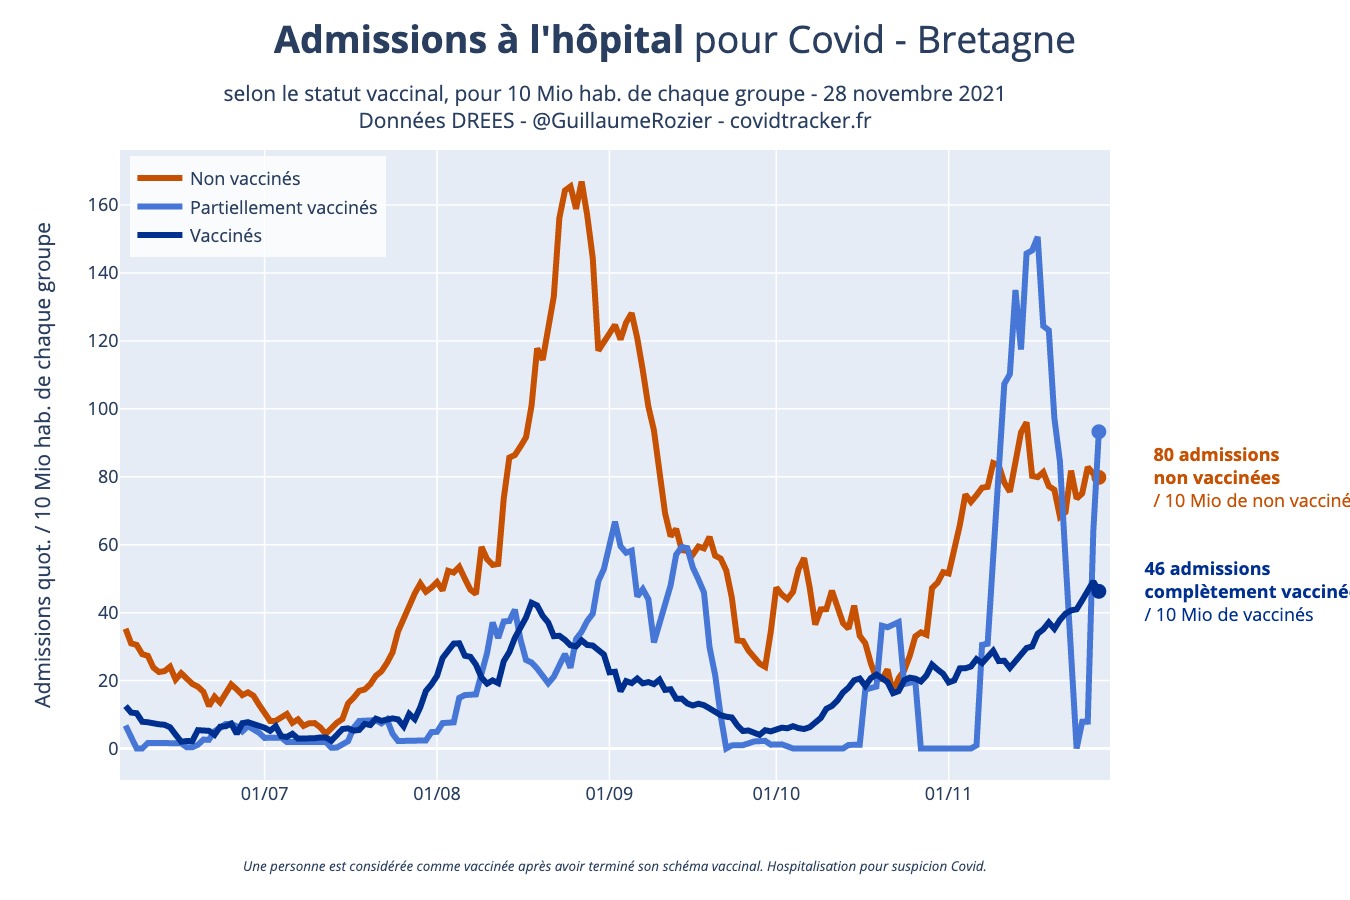 Admissions à l'hôpital pour Covid - Bretagne
selon le statut vaccinal, pour 10 Mio hab. de chaque groupe - 28 novembre 2021
Données DREES - @GuillaumeRozier - covidtracker.fr
Non vaccinés
Partiellement vaccinés
Vaccinés
Admissions quot. / 10 Mio hab. de chaque groupe
160
140
120
100
80
60
40
20
0
01/07
01/08
01/09
01/10
01/11
80 admissions
non vaccinées
/ 10 Mio de non vacciné
46 admissions
complètement vacciné
/ 10 Mio de vaccinés
Une personne est considérée comme vaccinée après avoir terminé son schéma vaccinal. Hospitalisation pour suspicion Covid.